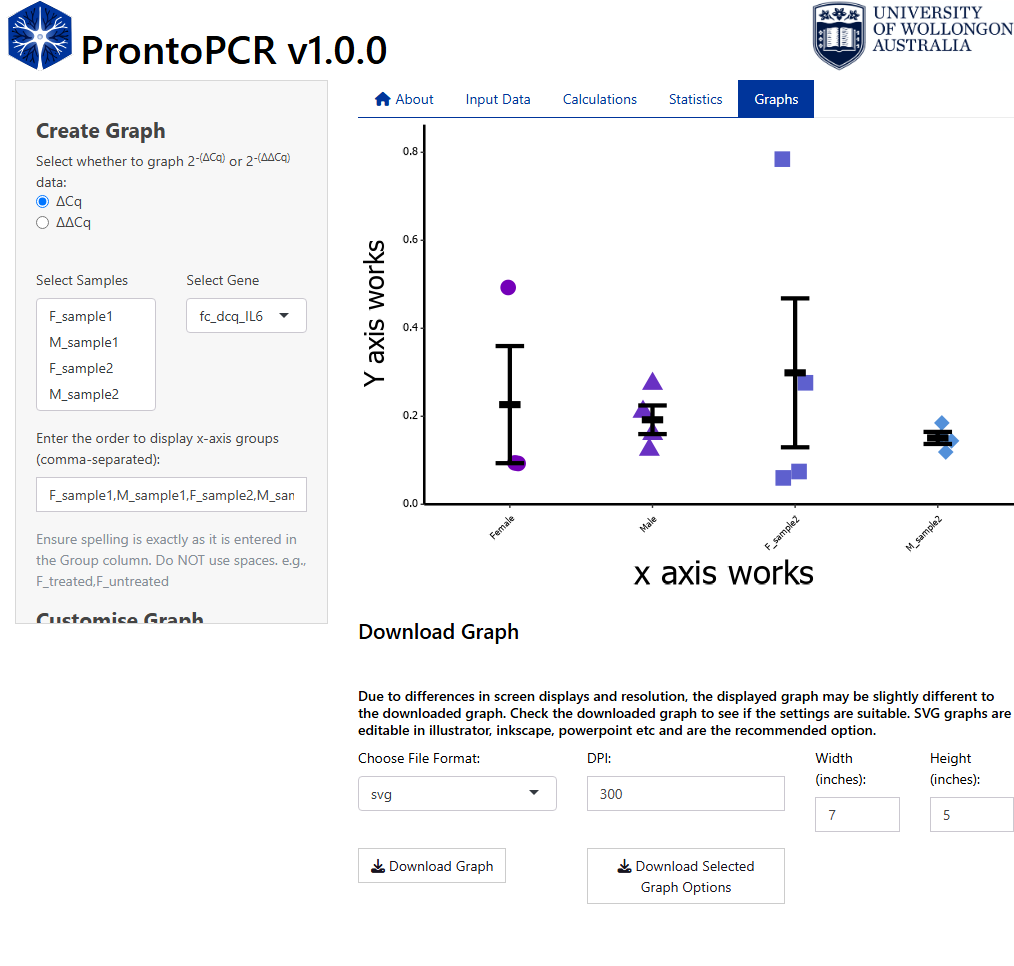 ProntoPCR v1.0.0
UNIVERSITY
OF WOLLONGONG
AUSTRALIA
About
Input Data
Calculations
Statistics
Graphs
Create Graph
Select whether to graph 2-(ΔCq) or 2-(ΔΔCq)
data:
ΔCq
ΔΔCq
Select Samples
Select Gene
F_sample1
M_sample1
F_sample2
M_sample2
fc_dcq_IL6
Enter the order to display x-axis groups
(comma-separated):
F_sample1,M_sample1,F_sample2,M_sam
Ensure spelling is exactly as it is entered in
the Group column. Do NOT use spaces. e.g.,
F_treated,F_untreated
Customise Graph
Y axis works
0.8
0.6
0.4
0.2
0.0
Female
Male
F_sample2
M_sample2
x axis works
Download Graph
Due to differences in screen displays and resolution, the displayed graph may be slightly different to
the downloaded graph. Check the downloaded graph to see if the settings are suitable. SVG graphs are
editable in illustrator, inkscape, powerpoint etc and are the recommended option.
Choose File Format:
DPI:
Width
(inches):
Height
(inches):
svg
300
7
5
Download Graph
Download Selected
Graph Options